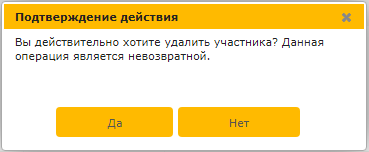 Подтверждение действия
Вы действительно хотите удалить участника? Данная
операция является невозвратной.
Да
Нет